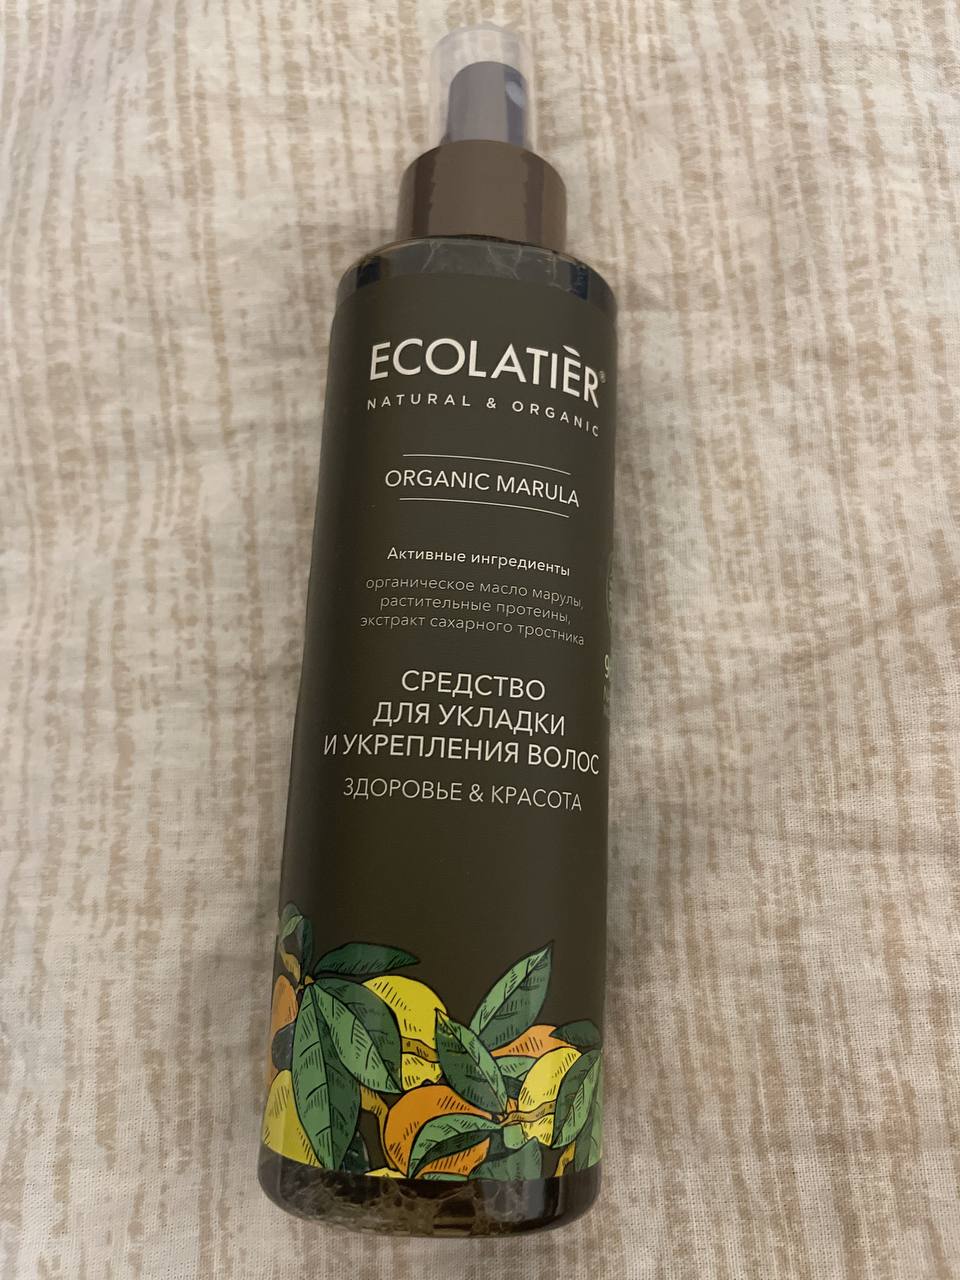 ECOLATIĒR®
NATURAL & ORGANIC
ORGANIC MARULA
Активные ингредиенты
органическое масло марулы,
растительные протеины,
экстракт сахарного тростника
СРЕДСТВО
ДЛЯ УКЛАДКИ
И УКРЕПЛЕНИЯ ВОЛОС
ЗДОРОВЬЕ & КРАСОТА